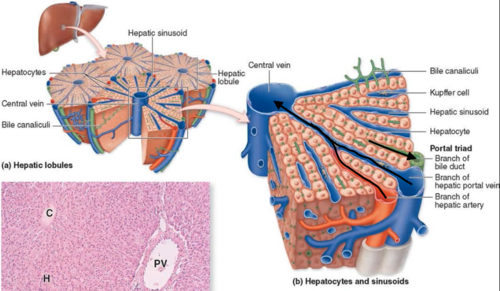 Hepatic sinusoid
Hepatocytes
Hepatic
lobule
Central vein
Bile canaliculi
(a) Hepatic lobules
C
H
PV
Central vein
Bile canaliculi
Kupffer cell
Hepatic sinusoid
Hepatocyte
Portal triad
Branch of
bile duct
Branch of
hepatic portal vein
Branch of
hepatic artery
(b) Hepatocytes and sinusoids